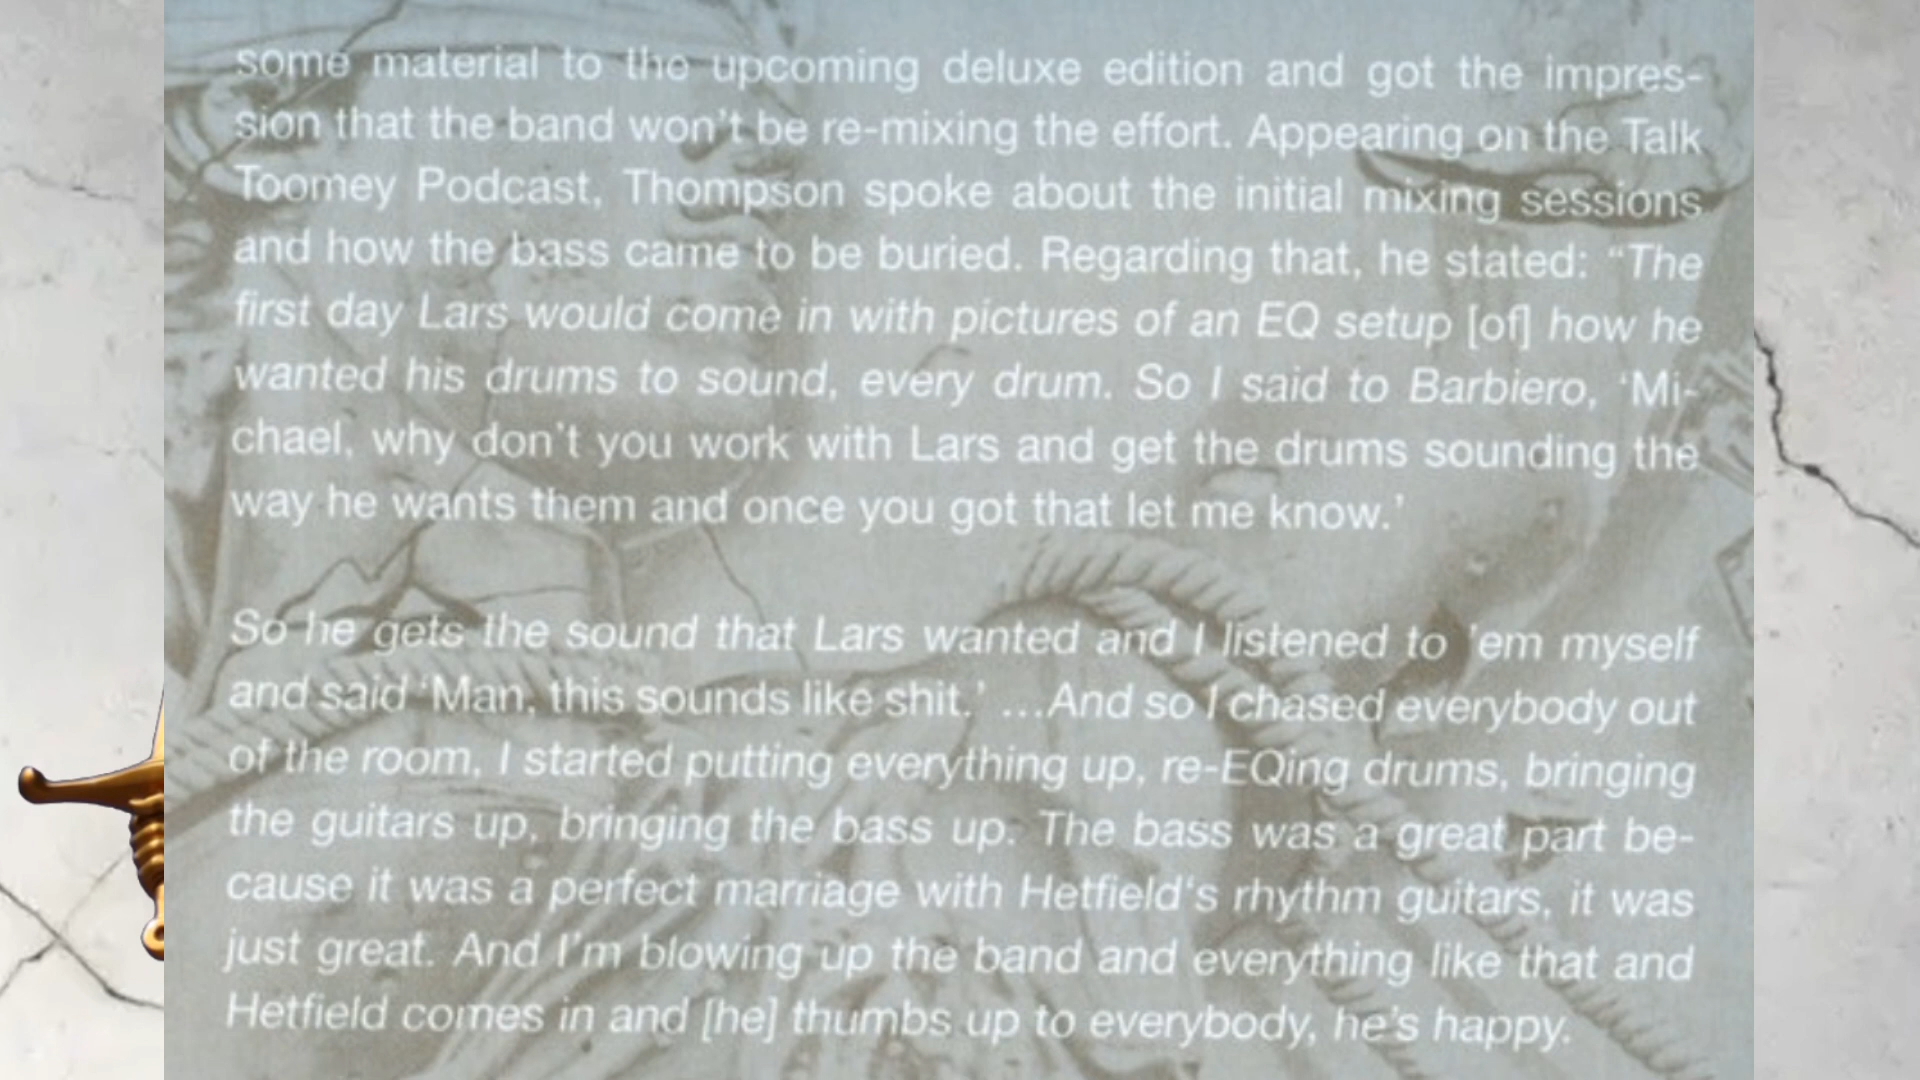 some material to the upcoming deluxe edition and got the impres-
sion that the band won't be re-mixing the effort. Appearing on the Talk
Toomey Podcast, Thompson spoke about the initial mixing sessions
and how the bass came to be buried. Regarding that, he stated: “The
first day Lars would come in with pictures of an EQ setup [of] how he
wanted his drums to sound, every drum. So I said to Barbiero, ‘Mi-
chael, why don't you work with Lars and get the drums sounding the
way he wants them and once you got that let me know.’
So he gets the sound that Lars wanted and I listened to 'em myself
and said ‘Man, this sounds like shit.’ …And so I chased everybody out
of the room, I started putting everything up, re-EQing drums, bringing
the guitars up, bringing the bass up. The bass was a great part be-
cause it was a perfect marriage with Hetfield‘s rhythm guitars, it was
just great. And I’m blowing up the band and everything like that and
Hetfield comes in and [he] thumbs up to everybody, he’s happy.